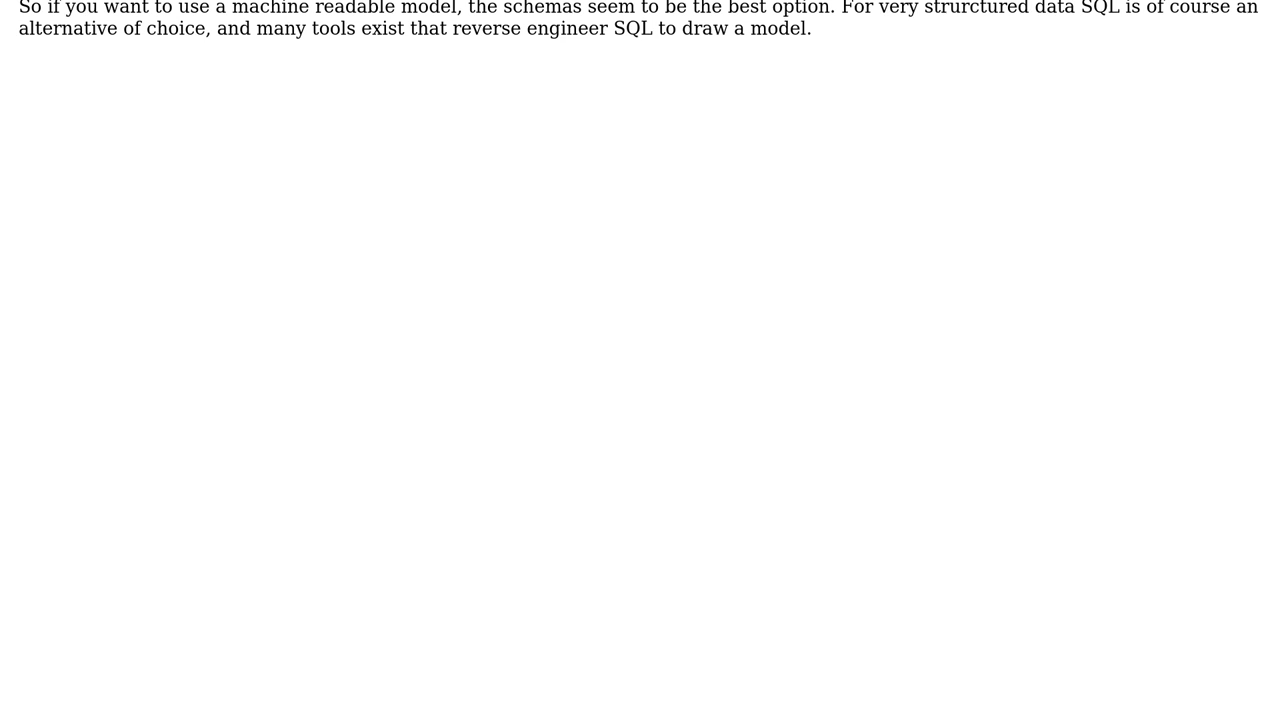 So if you want to use a machine readable model, the schemas seem to be the best option. For very strurctured data SQL is of course an
alternative of choice, and many tools exist that reverse engineer SQL to draw a model.